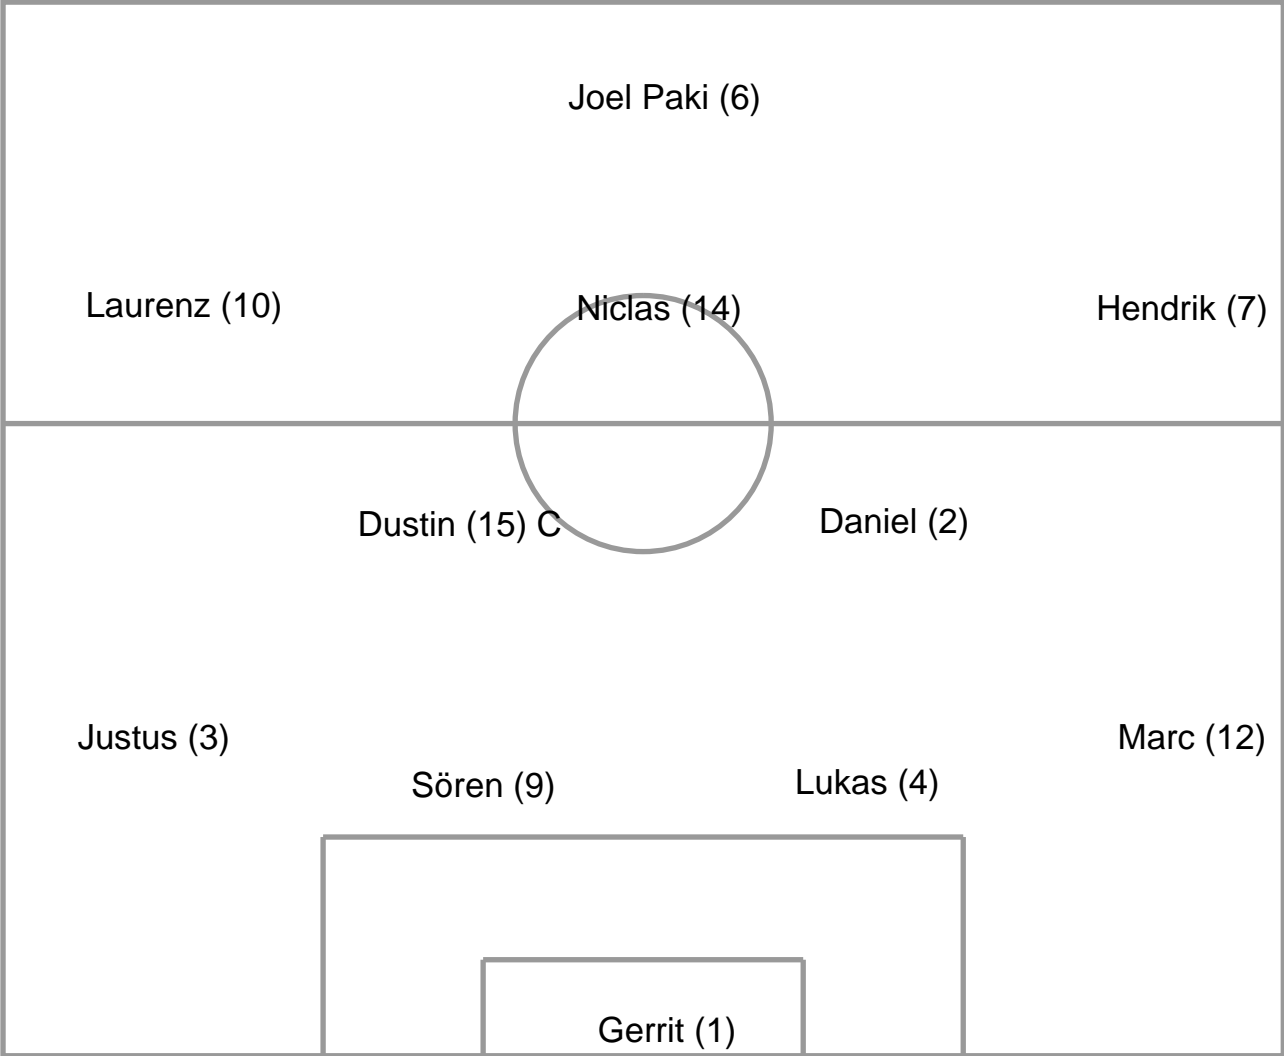 Joel Paki (6)
Laurenz (10)
Niclas (14)
Hendrik (7)
Dustin (15) C
Daniel (2)
Justus (3)
Marc (12)
Sören (9)
Lukas (4)
Gerrit (1)